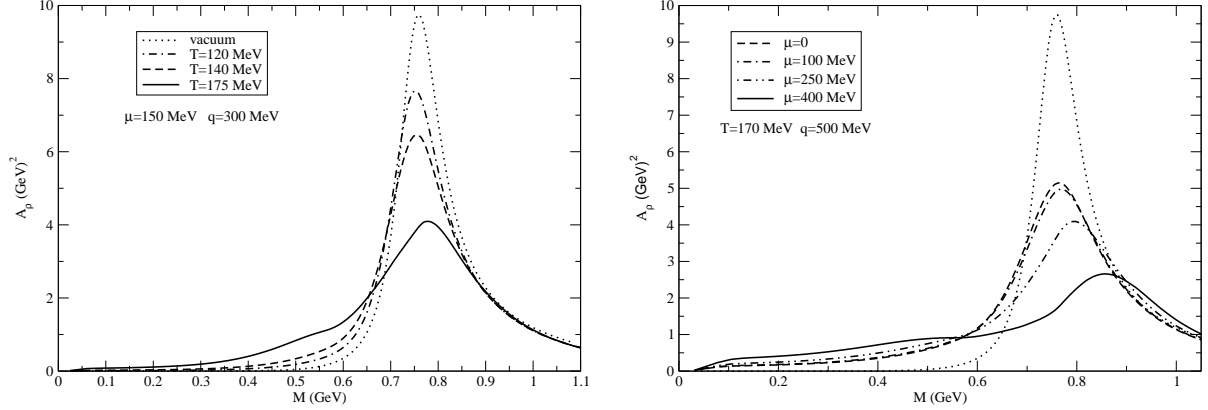 10
8
6
4
2
0
A_ρ (GeV)^2
vacuum
T=120 MeV
T=140 MeV
T=175 MeV
μ=150 MeV q=300 MeV
0 0.1 0.2 0.3 0.4 0.5 0.6 0.7 0.8 0.9 1 1.1
M (GeV)
10
9
8
7
6
5
4
3
2
1
0
A_ρ (GeV)^2
μ=0
μ=100 MeV
μ=250 MeV
μ=400 MeV
T=170 MeV q=500 MeV
0 0.2 0.4 0.6 0.8 1
M (GeV)